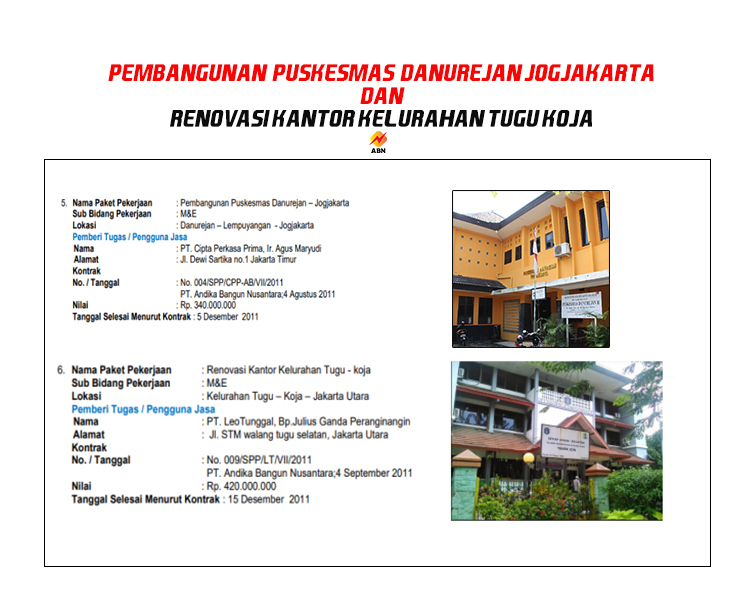 PEMBANGUNAN PUSKESMAS DANUREJAN JOGJAKARTA
DAN
RENOVASI KANTOR KELURAHAN TUGU KOJA
ABN
5. Nama Paket Pekerjaan : Pembangunan Puskesmas Danurejan – Jogjakarta
Sub Bidang Pekerjaan : M&E
Lokasi : Danurejan – Lempuyangan - Jogjakarta
Pemberi Tugas / Pengguna Jasa
Nama : PT. Cipta Perkasa Prima, Ir. Agus Maryudi
Alamat : Jl. Dewi Sartika no.1 Jakarta Timur
Kontrak
No. / Tanggal : No. 004/SPP/CPP-AB/VII/2011
PT. Andika Bangun Nusantara;4 Agustus 2011
Nilai : Rp. 340.000.000
Tanggal Selesai Menurut Kontrak : 5 Desember 2011
6. Nama Paket Pekerjaan : Renovasi Kantor Kelurahan Tugu - koja
Sub Bidang Pekerjaan : M&E
Lokasi : Kelurahan Tugu – Koja – Jakarta Utara
Pemberi Tugas / Pengguna Jasa
Nama : PT. LeoTunggal, Bp.Julius Ganda Peranginangin
Alamat : Jl. STM walang tugu selatan, Jakarta Utara
Kontrak
No. / Tanggal : No. 009/SPP/LT/VII/2011
PT. Andika Bangun Nusantara;4 September 2011
Nilai : Rp. 420.000.000
Tanggal Selesai Menurut Kontrak : 15 Desember 2011